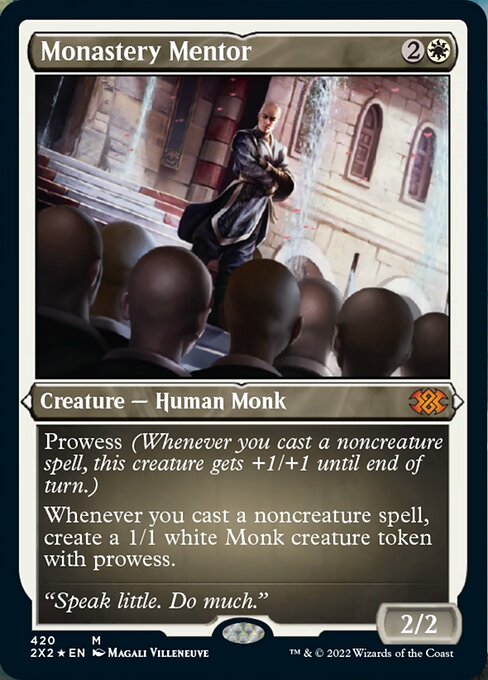 Monastery Mentor 2
Creature — Human Monk
Prowess (Whenever you cast a noncreature
spell, this creature gets +1/+1 until end of
turn.)
Whenever you cast a noncreature spell,
create a 1/1 white Monk creature token
with prowess.
“Speak little. Do much.”
2/2
420 M
2X2 ★ EN Magali Villeneuve
™ & © 2022 Wizards of the Coast